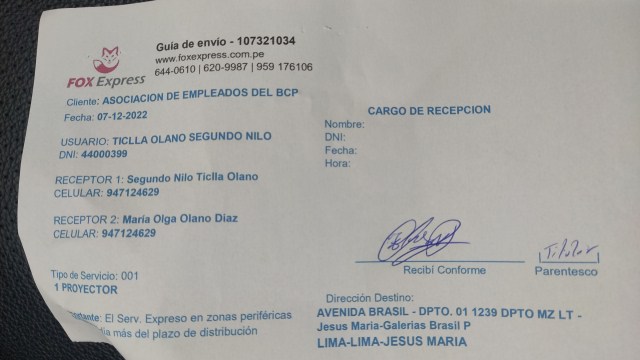 Guia de envio - 107321034
www.foxexpress.com.pe
644-0610 | 620-9987 | 959 176106
FOX Express
Cliente: ASOCIACION DE EMPLEADOS DEL BCP
Fecha: 07-12-2022
USUARIO: TICLLA OLANO SEGUNDO NILO
DNI: 44000399
RECEPTOR 1: Segundo Nilo Ticlla Olano
CELULAR: 947124629
RECEPTOR 2: María Olga Olano Diaz
CELULAR: 947124629
Tipo de Servicio: 001
1 PROYECTOR
El Serv. Expreso en zonas periféricas
más del plazo de distribución
CARGO DE RECEPCION
Nombre:
DNI:
Fecha:
Hora:
Titular
Recibí Conforme
Parentesco
Dirección Destino:
AVENIDA BRASIL - DPTO. 01 1239 DPTO MZ LT -
Jesus Maria-Galerias Brasil P
LIMA-LIMA-JESUS MARIA